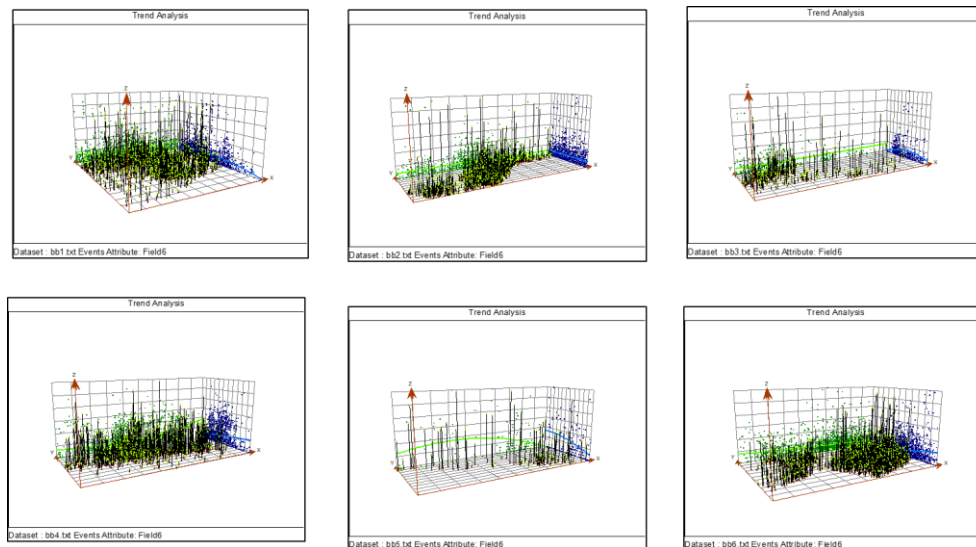 Trend Analysis
Z
Y
X
Dataset : bb1.txt Events Attribute: Field6
Trend Analysis
Z
Y
X
Dataset : bb2.txt Events Attribute: Field6
Trend Analysis
Z
Y
X
Dataset : bb3.txt Events Attribute: Field6
Trend Analysis
Z
Y
X
Dataset : bb4.txt Events Attribute: Field6
Trend Analysis
Z
Y
X
Dataset : bb5.txt Events Attribute: Field6
Trend Analysis
Z
Y
X
Dataset : bb6.txt Events Attribute: Field6